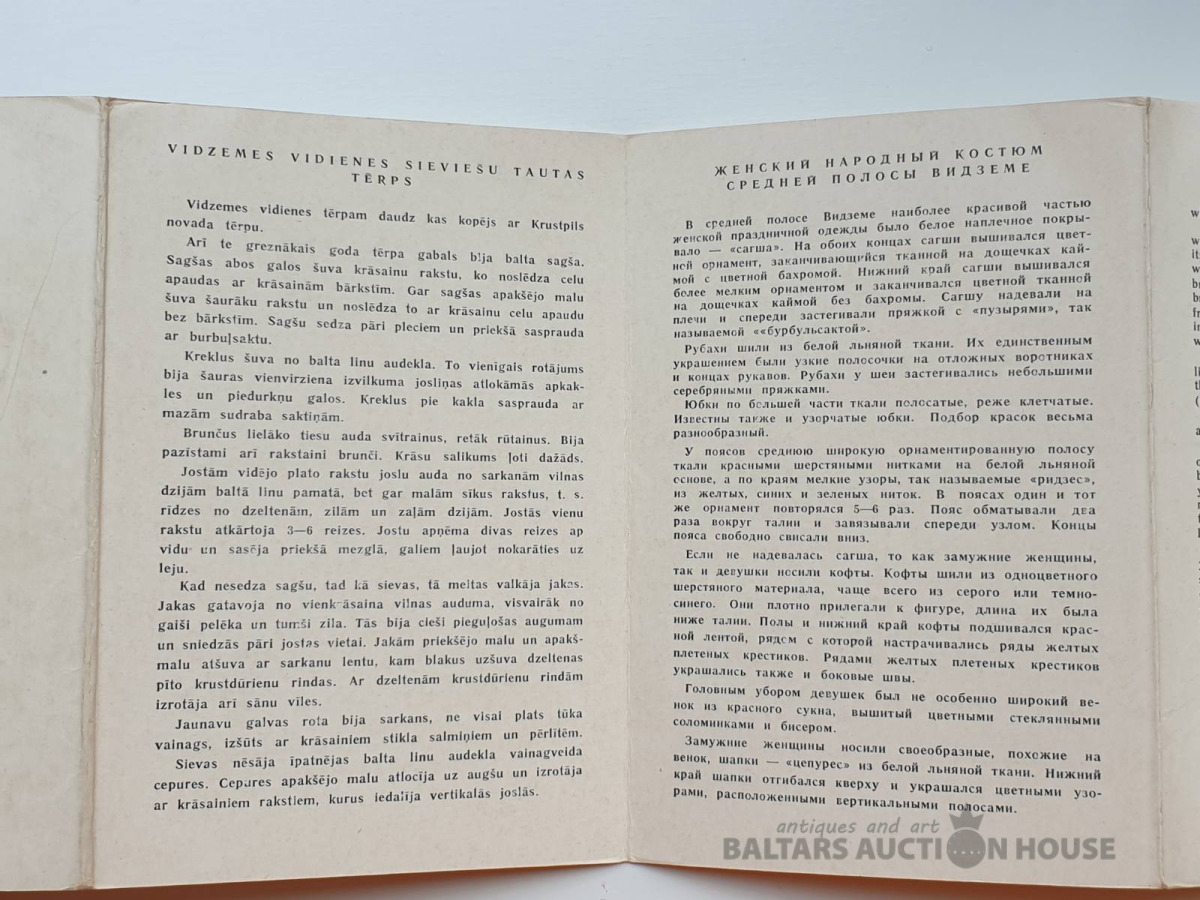 VIDZEMES VIDIENES SIEVIEŠU TAUTAS
TĒRPS
Vidzemes vidienes tērpam daudz kas kopējs ar Krustpils
novada tērpu.
Arī te greznākais goda tērpa gabals bija balta sagša.
Sagšas abos galos šuva krāsainu rakstu, ko noslēdza celu
apaudas ar krāsainām bārkstīm. Gar sagšas apakšējo malu
šuva šaurāku rakstu un noslēdza to ar krāsainu celu apaudu
bez bārkstīm. Sagšu sedza pāri pleciem un priekšā sasprauda
ar burbuļsaktu.
Kreklus šuva no balta linu audekla. To vienīgais rotājums
bija šauras vienvirziena izvilkuma josliņas atlokāmās apkak-
les un piedurkņu galos. Kreklus pie kakla sasprauda ar
mazām sudraba saktiņām.
Brunčus lielāko tiesu auda svītrainus, retāk rūtainus. Bija
pazīstami arī rakstaini brunči. Krāsu salikums ļoti dažāds.
Jostām vidējo plato rakstu joslu auda no sarkanām vilnas
dzijām baltā linu pamatā, bet gar malām sīkus rakstus, t. s.
rīdzes no dzeltenām, zilām un zaļām dzijām. Jostās vienu
rakstu atkārtoja 3—6 reizes. Jostu apņēma divas reizes ap
vidu un sasēja priekšā mezglā, galiem ļaujot nokarāties uz
leju.
Kad nesedza sagšu, tad kā sievas, tā meitas valkāja jakas.
Jakas gatavoja no vienkrāsaina vilnas auduma, visvairāk no
gaiši pelēka un tumši zila. Tās bija cieši pieguļošas augumam
un sniedzās pāri jostas vietai. Jakām priekšējo malu un apakš-
malu atšuva ar sarkanu lentu, kam blakus uzšuva dzeltenas
pīto krustdūrienu rindas. Ar dzeltenām krustdūrienu rindām
izrotāja arī sānu vīles.
Jaunavu galvas rota bija sarkans, ne visai plats tūka
vainags, izšūts ar krāsainiem stikla salmiņiem un pērlītēm.
Sievas nēsāja īpatnējas balta linu audekla vainagveida
cepures. Cepures apakšējo malu atlocīja uz augšu un izrotāja
ar krāsainiem rakstiem, kurus iedalīja vertikalās joslās.
ЖЕНСКИЙ НАРОДНЫЙ КОСТЮМ
СРЕДНЕЙ ПОЛОСЫ ВИДЗЕМЕ
В средней полосе Видземе наиболее красивой частью
женской праздничной одежды было белое наплечное покры-
вало — «сагша». На обоих концах сагши вышивался цвет-
ной орнамент, заканчивающийся тканной на дощечках кай-
мой с цветной бахромой. Нижний край сагши вышивался
более мелким орнаментом и заканчивался цветной тканной
на дощечках каймой без бахромы. Сагшу надевали на
плечи и спереди застегивали пряжкой с «пузырями», так
называемой ««бурбульсактой».
Рубахи шили из белой льняной ткани. Их единственным
украшением были узкие полосочки на отложных воротниках
и концах рукавов. Рубахи у шеи застегивались небольшими
серебряными пряжками.
Юбки по большей части ткали полосатые, реже клетчатые.
Известны также и узорчатые юбки. Подбор красок весьма
разнообразный.
У поясов среднюю широкую орнаментированную полосу
ткали красными шерстяными нитками на белой льняной
основе, а по краям мелкие узоры, так называемые «ридзес»,
из желтых, синих и зеленых ниток. В поясах один и тот
же орнамент повторялся 5—6 раз. Пояс обматывали два
раза вокруг талии и завязывали спереди узлом. Концы
пояса свободно свисали вниз.
Если не надевалась сагша, то как замужние женщины,
так и девушки носили кофты. Кофты шили из одноцветного
шерстяного материала, чаще всего из серого или темно-
синего. Они плотно прилегали к фигуре, длина их была
ниже талии. Полы и нижний край кофты подшивался крас-
ной лентой, рядом с которой настрачивались ряды желтых
плетеных крестиков. Рядами желтых плетеных крестиков
украшались также и боковые швы.
Головным убором девушек был не особенно широкий ве-
нок из красного сукна, вышитый цветными стеклянными
соломинками и бисером.
Замужние женщины носили своеобразные, похожие на
венок, шапки — «цепурес» из белой льняной ткани. Нижний
край шапки отгибался кверху и украшался цветными узо-
рами, расположенными вертикальными полосами.
antiques and art
BALTARS AUCTION HOUSE